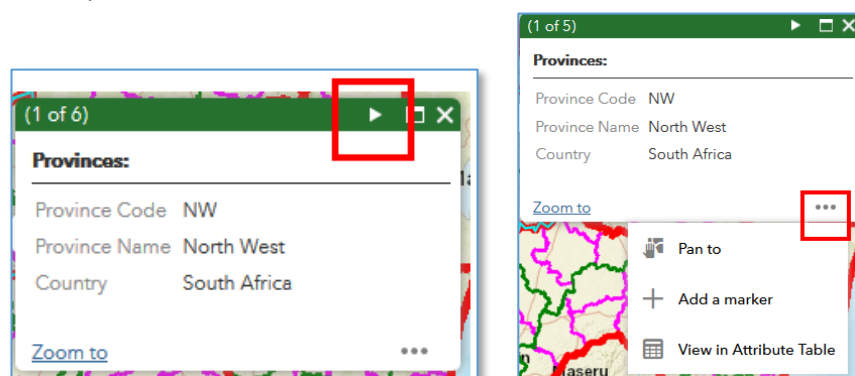 (1 of 6)
Provinces:
Province Code NW
Province Name North West
Country South Africa
Zoom to
(1 of 5)
Provinces:
Province Code NW
Province Name North West
Country South Africa
Zoom to
Pan to
Add a marker
View in Attribute Table
Maseru